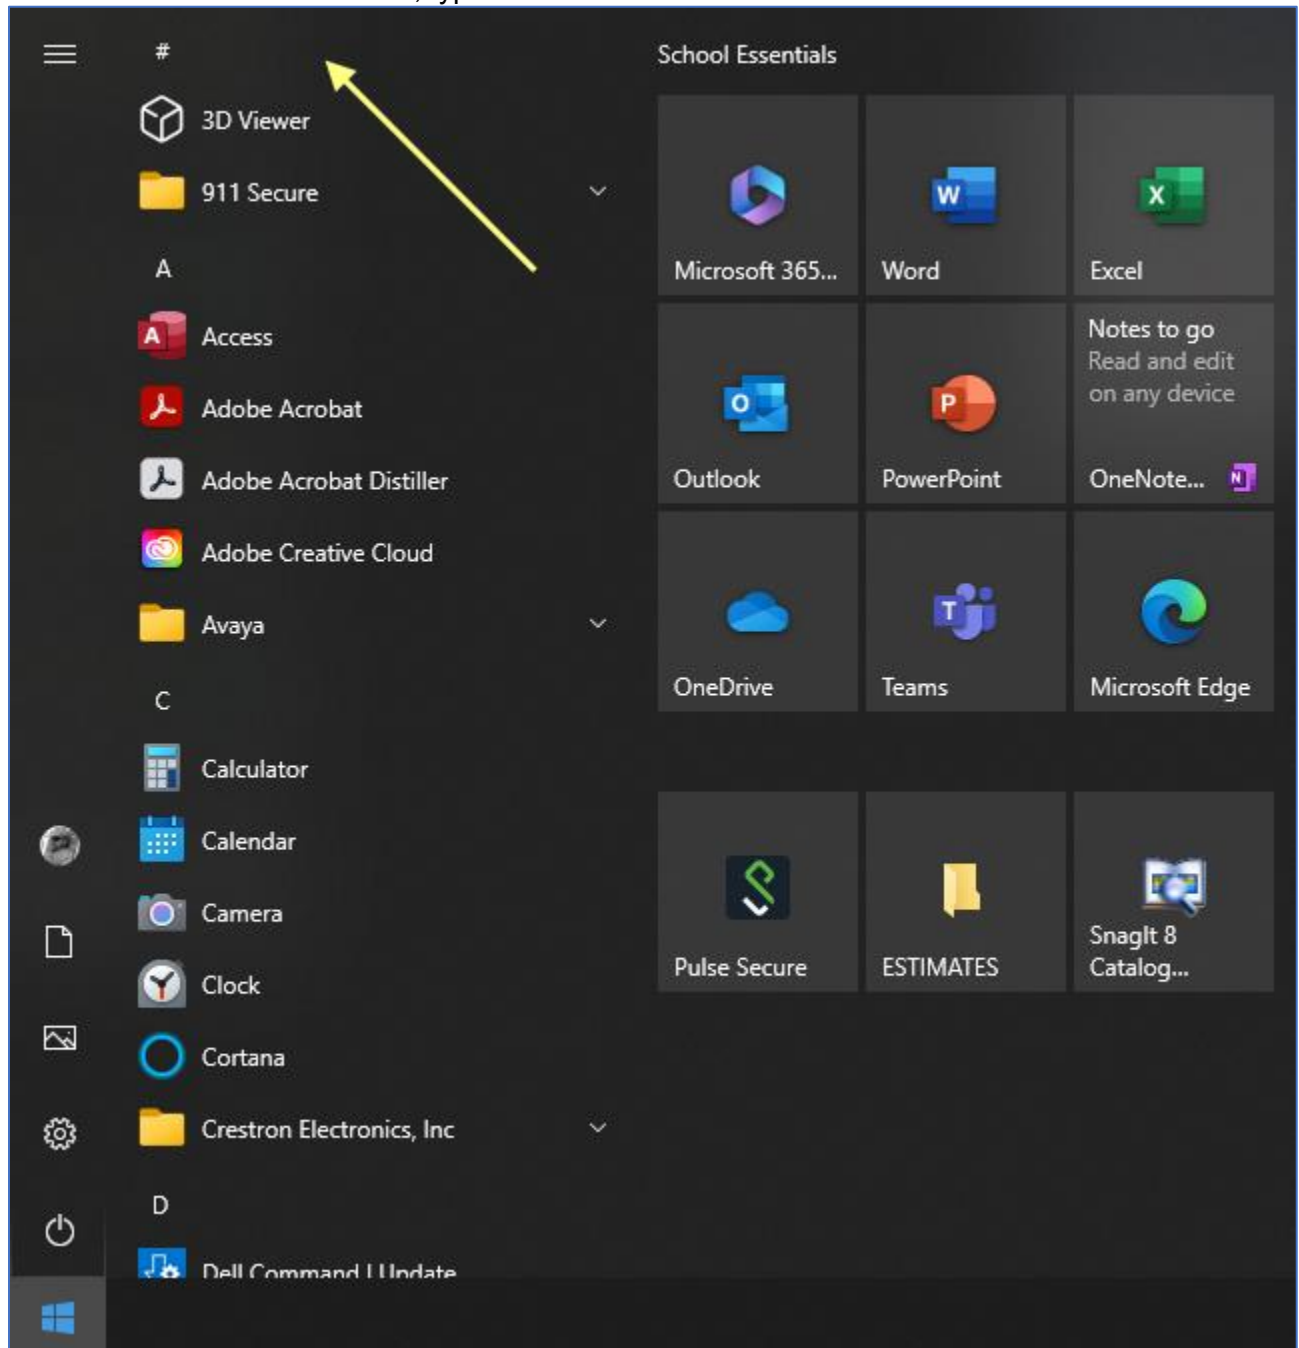 #
3D Viewer
911 Secure
A
Access
Adobe Acrobat
Adobe Acrobat Distiller
Adobe Creative Cloud
Avaya
C
Calculator
Calendar
Camera
Clock
Cortana
Crestron Electronics, Inc
D
Dell Command | Update
School Essentials
Microsoft 365...
Word
Excel
Outlook
PowerPoint
Notes to go
Read and edit
on any device
OneNote...
OneDrive
Teams
Microsoft Edge
Pulse Secure
ESTIMATES
SnagIt 8
Catalog...